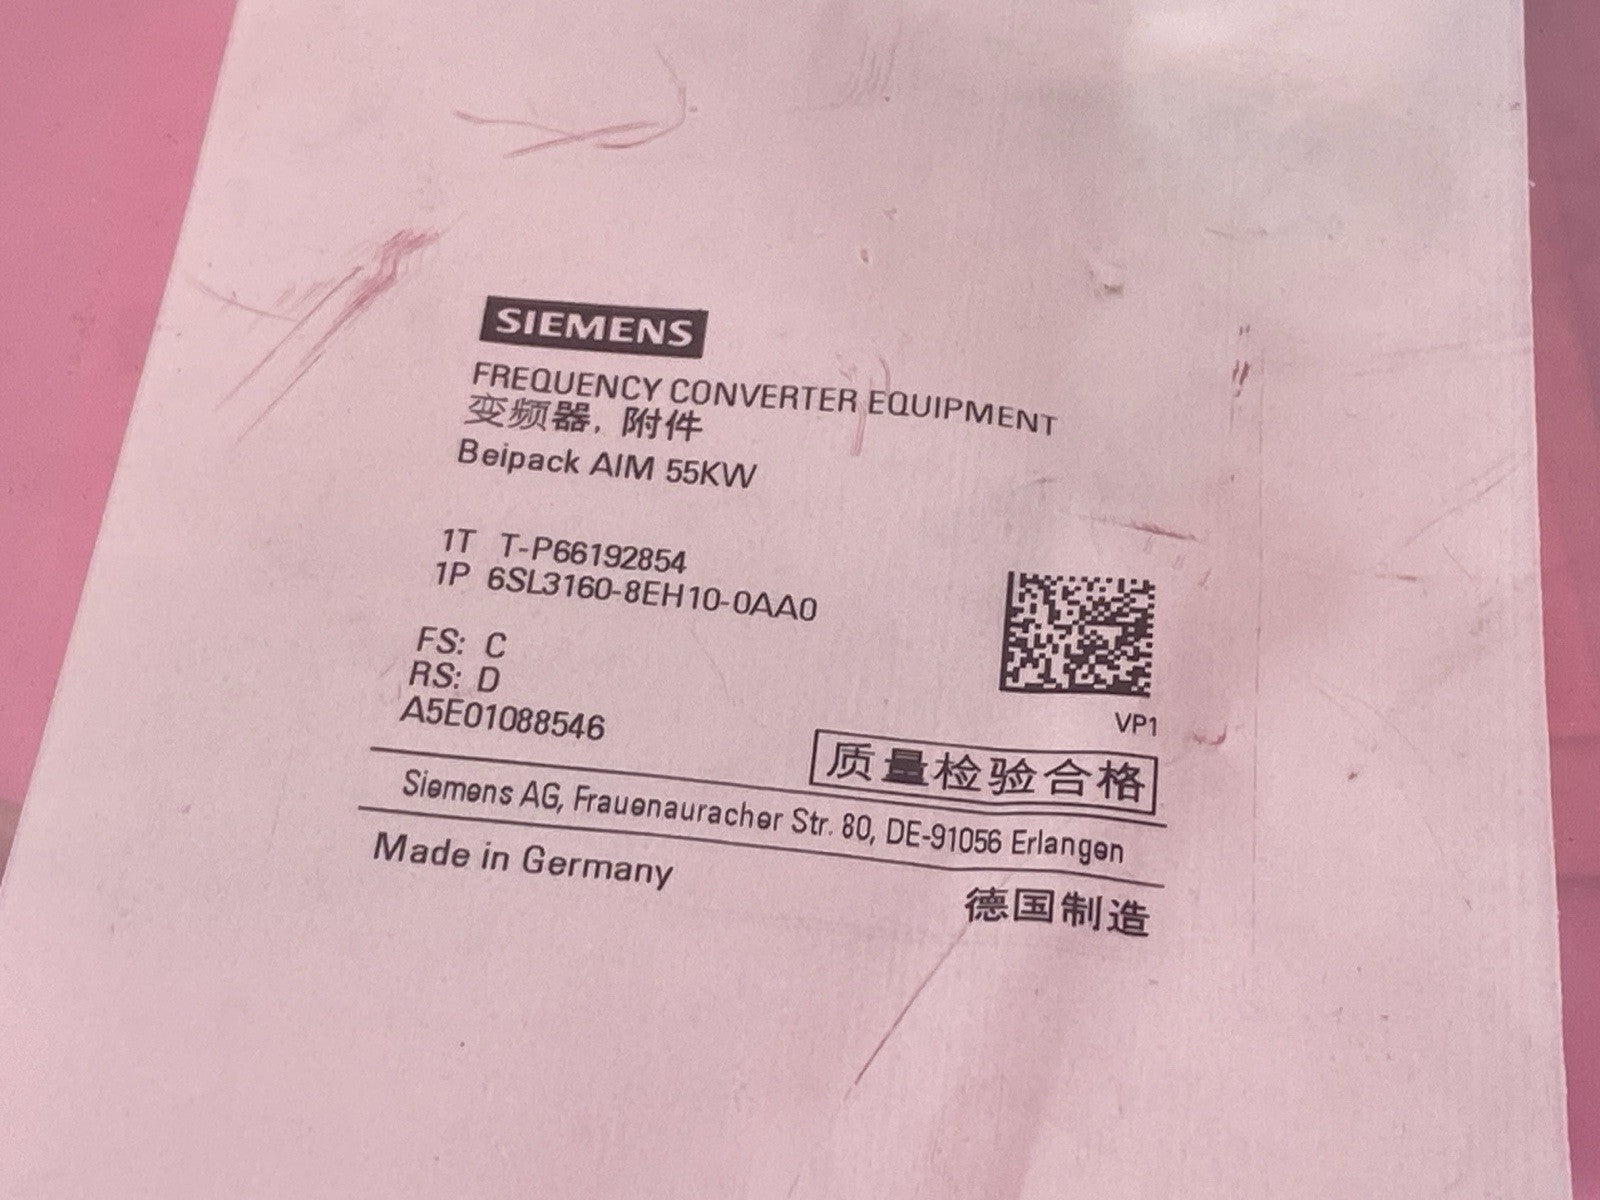 SIEMENS
FREQUENCY CONVERTER EQUIPMENT
变频器, 附件
Beipack AIM 55KW
1T T-P66192854
1P 6SL3160-8EH10-0AA0
FS: C
RS: D
A5E01088546
VP1
质量检验合格
Siemens AG, Frauenauracher Str. 80, DE-91056 Erlangen
Made in Germany
德国制造